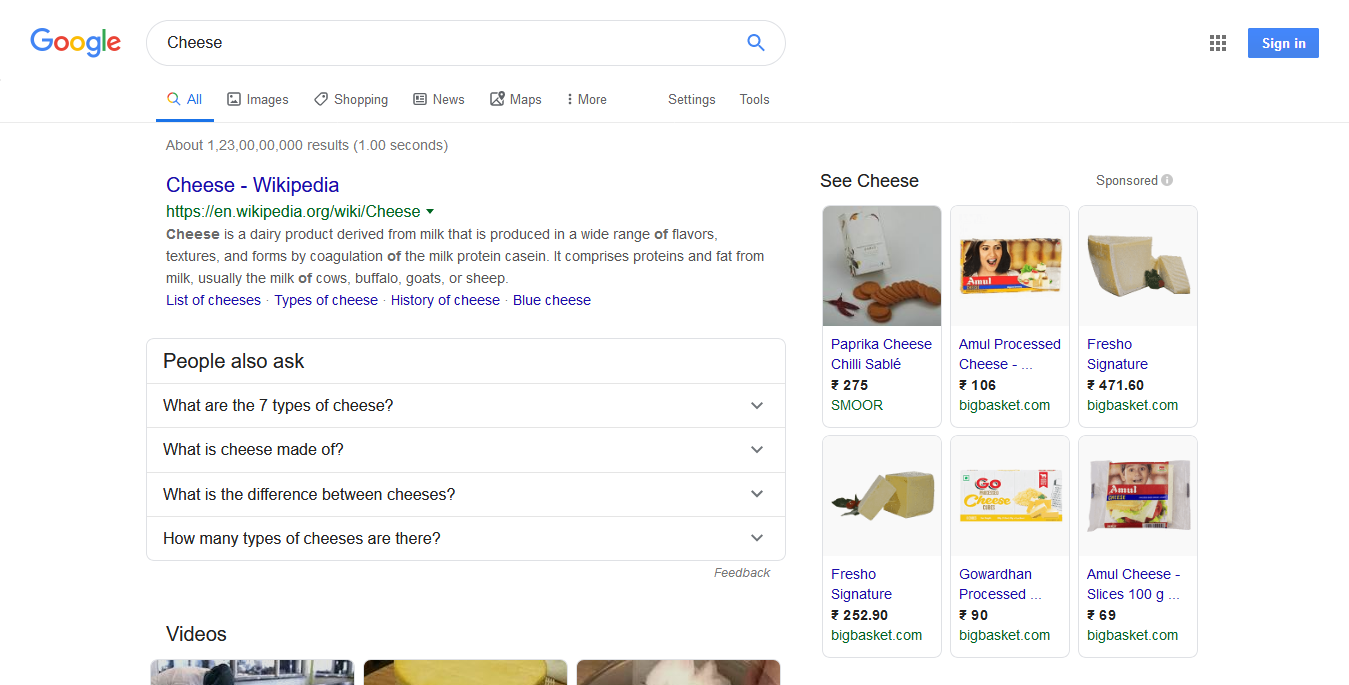 Google
Cheese
Sign in
All Images Shopping News Maps More Settings Tools
About 1,23,00,00,000 results (1.00 seconds)
Cheese - Wikipedia
https://en.wikipedia.org/wiki/Cheese
Cheese is a dairy product derived from milk that is produced in a wide range of flavors,
textures, and forms by coagulation of the milk protein casein. It comprises proteins and fat from
milk, usually the milk of cows, buffalo, goats, or sheep.
List of cheeses · Types of cheese · History of cheese · Blue cheese
People also ask
What are the 7 types of cheese?
What is cheese made of?
What is the difference between cheeses?
How many types of cheeses are there?
Feedback
Videos
See Cheese
Sponsored
Paprika Cheese
Chilli Sablé
₹ 275
SMOOR
Amul
Amul Processed
Cheese - ...
₹ 106
bigbasket.com
Fresho
Signature
₹ 471.60
bigbasket.com
Fresho
Signature
₹ 252.90
bigbasket.com
Go
Cheese
CUBES
Gowardhan
Processed ...
₹ 90
bigbasket.com
Amul
CHEESE
Amul Cheese -
Slices 100 g ...
₹ 69
bigbasket.com